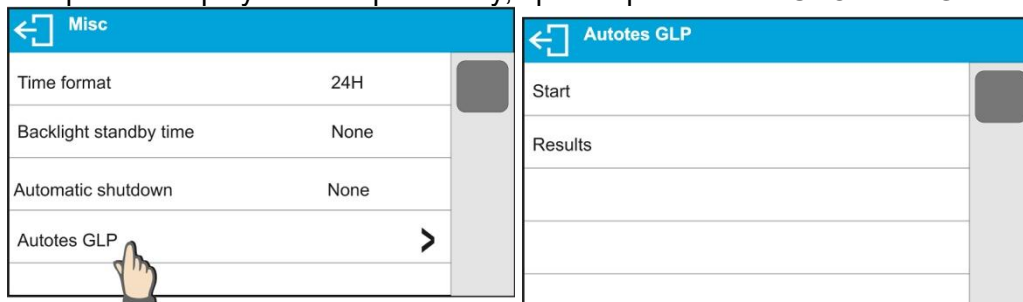 Misc
Time format 24H
Backlight standby time None
Automatic shutdown None
Autotes GLP >
Autotes GLP
Start
Results